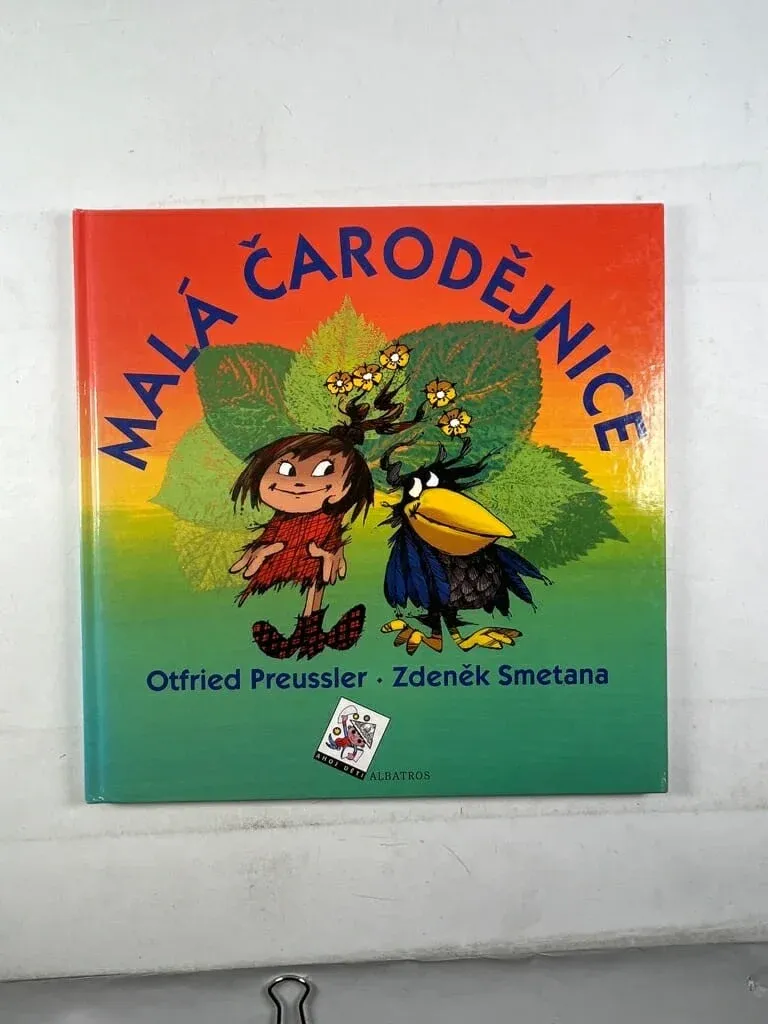 MALÁ ČARODĚJNICE
Otfried Preussler · Zdeněk Smetana
AHOJ DĚTI
ALBATROS